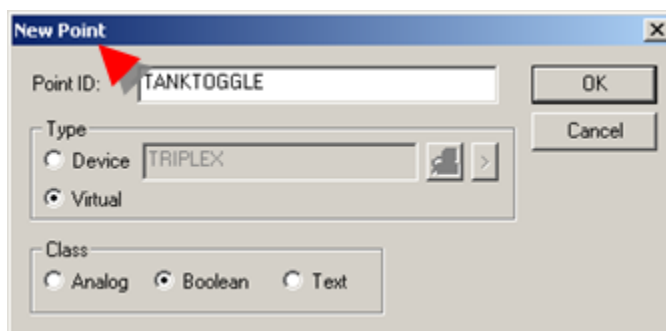 New Point
Point ID: TANKTOGGLE
OK
Cancel
Type
Device TRIPLEX
Virtual
Class
Analog Boolean Text